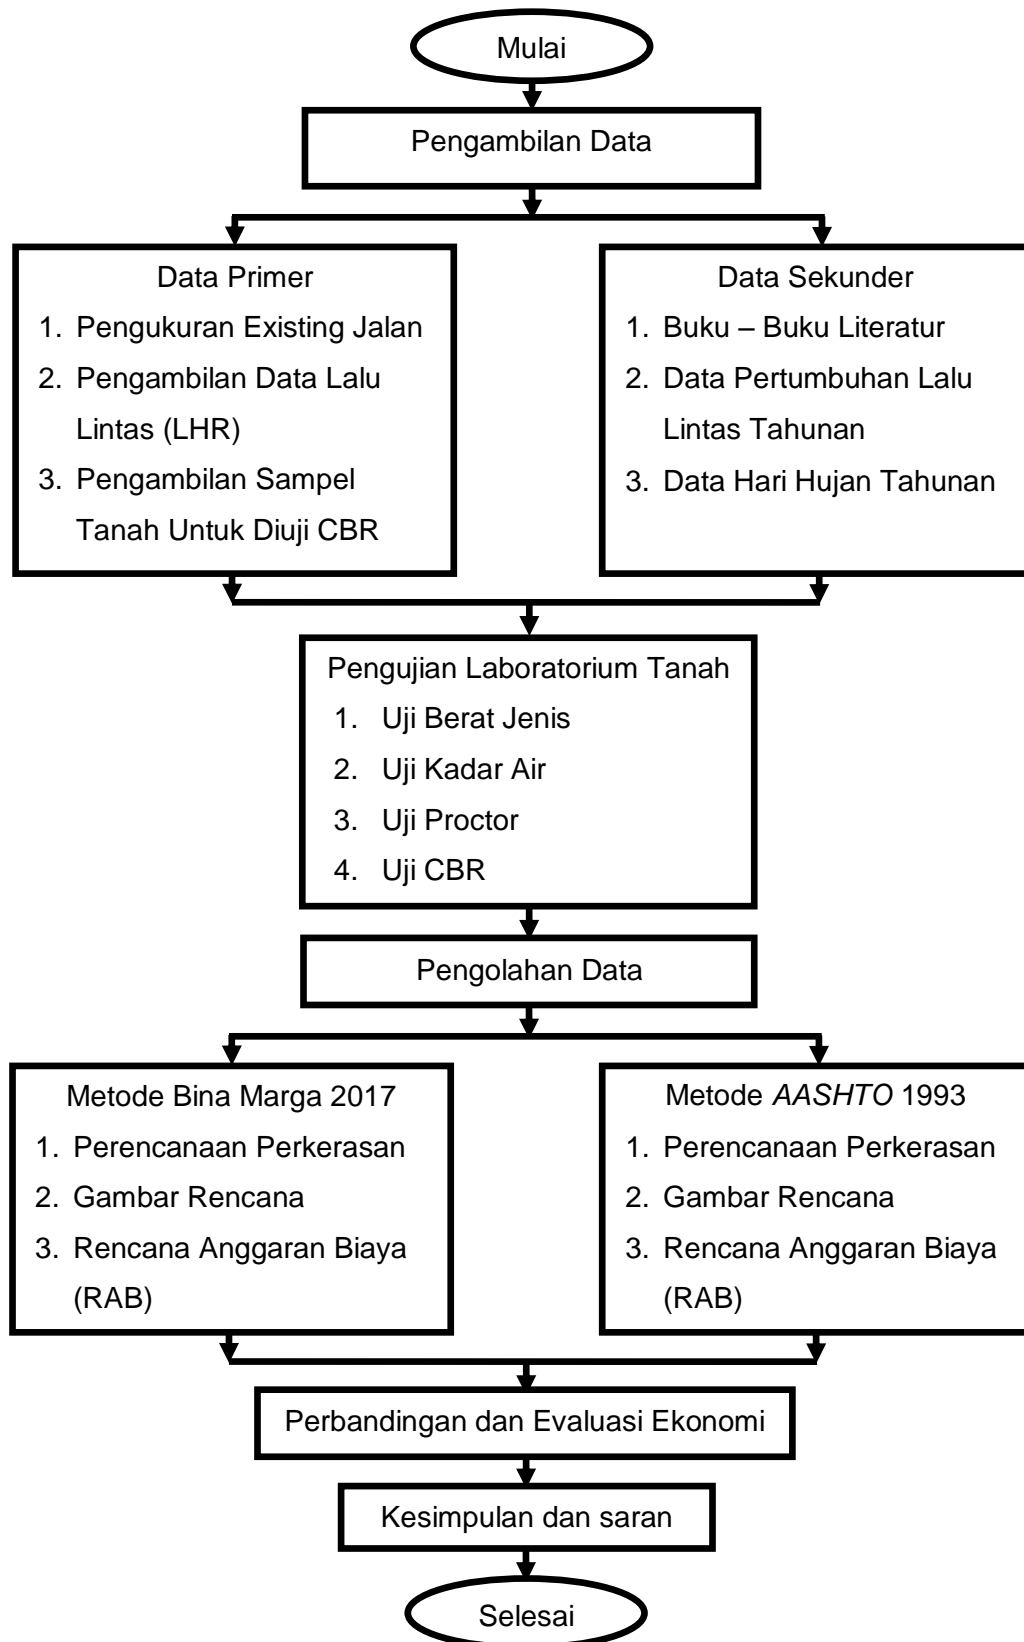 Mulai
Pengambilan Data
Data Primer
1. Pengukuran Existing Jalan
2. Pengambilan Data Lalu
Lintas (LHR)
3. Pengambilan Sampel
Tanah Untuk Diuji CBR
Data Sekunder
1. Buku – Buku Literatur
2. Data Pertumbuhan Lalu
Lintas Tahunan
3. Data Hari Hujan Tahunan
Pengujian Laboratorium Tanah
1. Uji Berat Jenis
2. Uji Kadar Air
3. Uji Proctor
4. Uji CBR
Pengolahan Data
Metode Bina Marga 2017
1. Perencanaan Perkerasan
2. Gambar Rencana
3. Rencana Anggaran Biaya
(RAB)
Metode AASHTO 1993
1. Perencanaan Perkerasan
2. Gambar Rencana
3. Rencana Anggaran Biaya
(RAB)
Perbandingan dan Evaluasi Ekonomi
Kesimpulan dan saran
Selesai